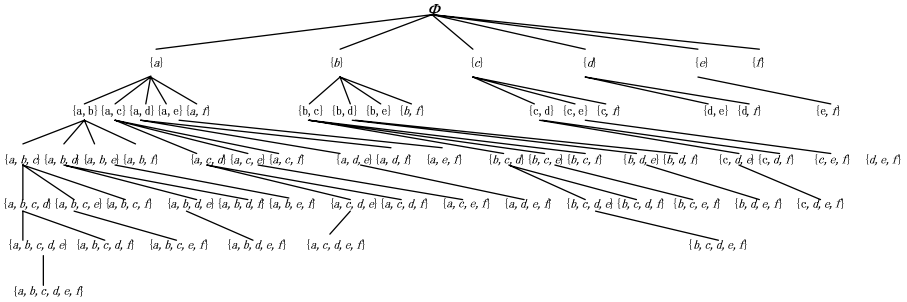 Φ
{a} {b} {c} {d} {e} {f}
{a, b} {a, c} {a, d} {a, e} {a, f} {b, c} {b, d} {b, e} {b, f} {c, d} {c, e} {c, f} {d, e} {d, f} {e, f}
{a, b, c} {a, b, d} {a, b, e} {a, b, f} {a, c, d} {a, c, e} {a, c, f} {a, d, e} {a, d, f} {a, e, f} {b, c, d} {b, c, e} {b, c, f} {b, d, e} {b, d, f} {c, d, e} {c, d, f} {c, e, f} {d, e, f}
{a, b, c, d} {a, b, c, e} {a, b, c, f} {a, b, d, e} {a, b, d, f} {a, b, e, f} {a, c, d, e} {a, c, d, f} {a, c, e, f} {a, d, e, f} {b, c, d, e} {b, c, d, f} {b, c, e, f} {b, d, e, f} {c, d, e, f}
{a, b, c, d, e} {a, b, c, d, f} {a, b, c, e, f} {a, b, d, e, f} {a, c, d, e, f} {b, c, d, e, f}
{a, b, c, d, e, f}